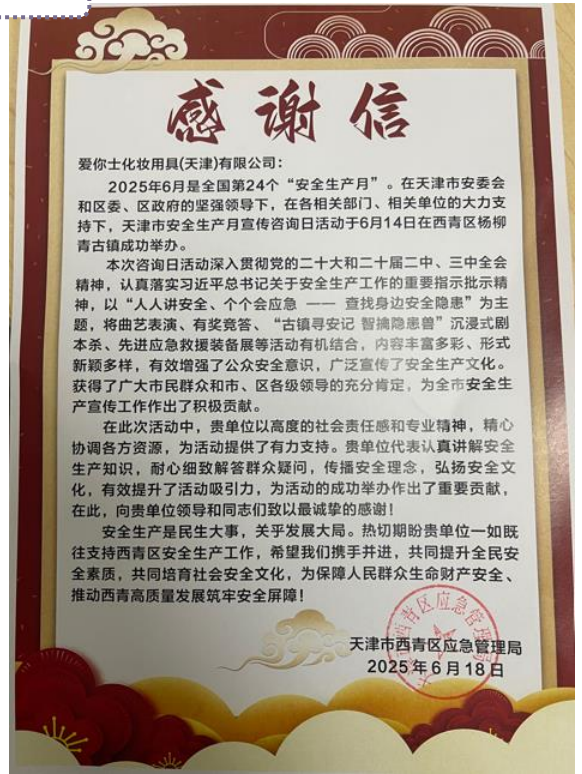 感谢信
爱你士化妆用具(天津)有限公司：
2025年6月是全国第24个“安全生产月”。在天津市安委会
和区委、区政府的坚强领导下，在各相关部门、相关单位的大力支
持下，天津市安全生产月宣传咨询日活动于6月14日在西青区杨柳
青古镇成功举办。
本次咨询日活动深入贯彻党的二十大和二十届二中、三中全会
精神，认真落实习近平总书记关于安全生产工作的重要指示批示精
神，以“人人讲安全、个个会应急 —— 查找身边安全隐患”为主
题，将曲艺表演、有奖竞答、“古镇寻安记 智擒隐患兽”沉浸式剧
本杀、先进应急救援装备展等活动有机结合，内容丰富多彩、形式
新颖多样，有效增强了公众安全意识，广泛宣传了安全生产文化。
获得了广大市民群众和市、区各级领导的充分肯定，为全市安全生
产宣传工作作出了积极贡献。
在此次活动中，贵单位以高度的社会责任感和专业精神，精心
协调各方资源，为活动提供了有力支持。贵单位代表认真讲解安全
生产知识，耐心细致解答群众疑问，传播安全理念，弘扬安全文
化，有效提升了活动吸引力，为活动的成功举办作出了重要贡献，
在此，向贵单位领导和同志们致以最诚挚的感谢！
安全生产是民生大事，关乎发展大局。热切期盼贵单位一如既
往支持西青区安全生产工作，希望我们携手并进，共同提升全民安
全素质，共同培育社会安全文化，为保障人民群众生命财产安全、
推动西青高质量发展筑牢安全屏障！
天津市西青区应急管理局
2025年6月18日